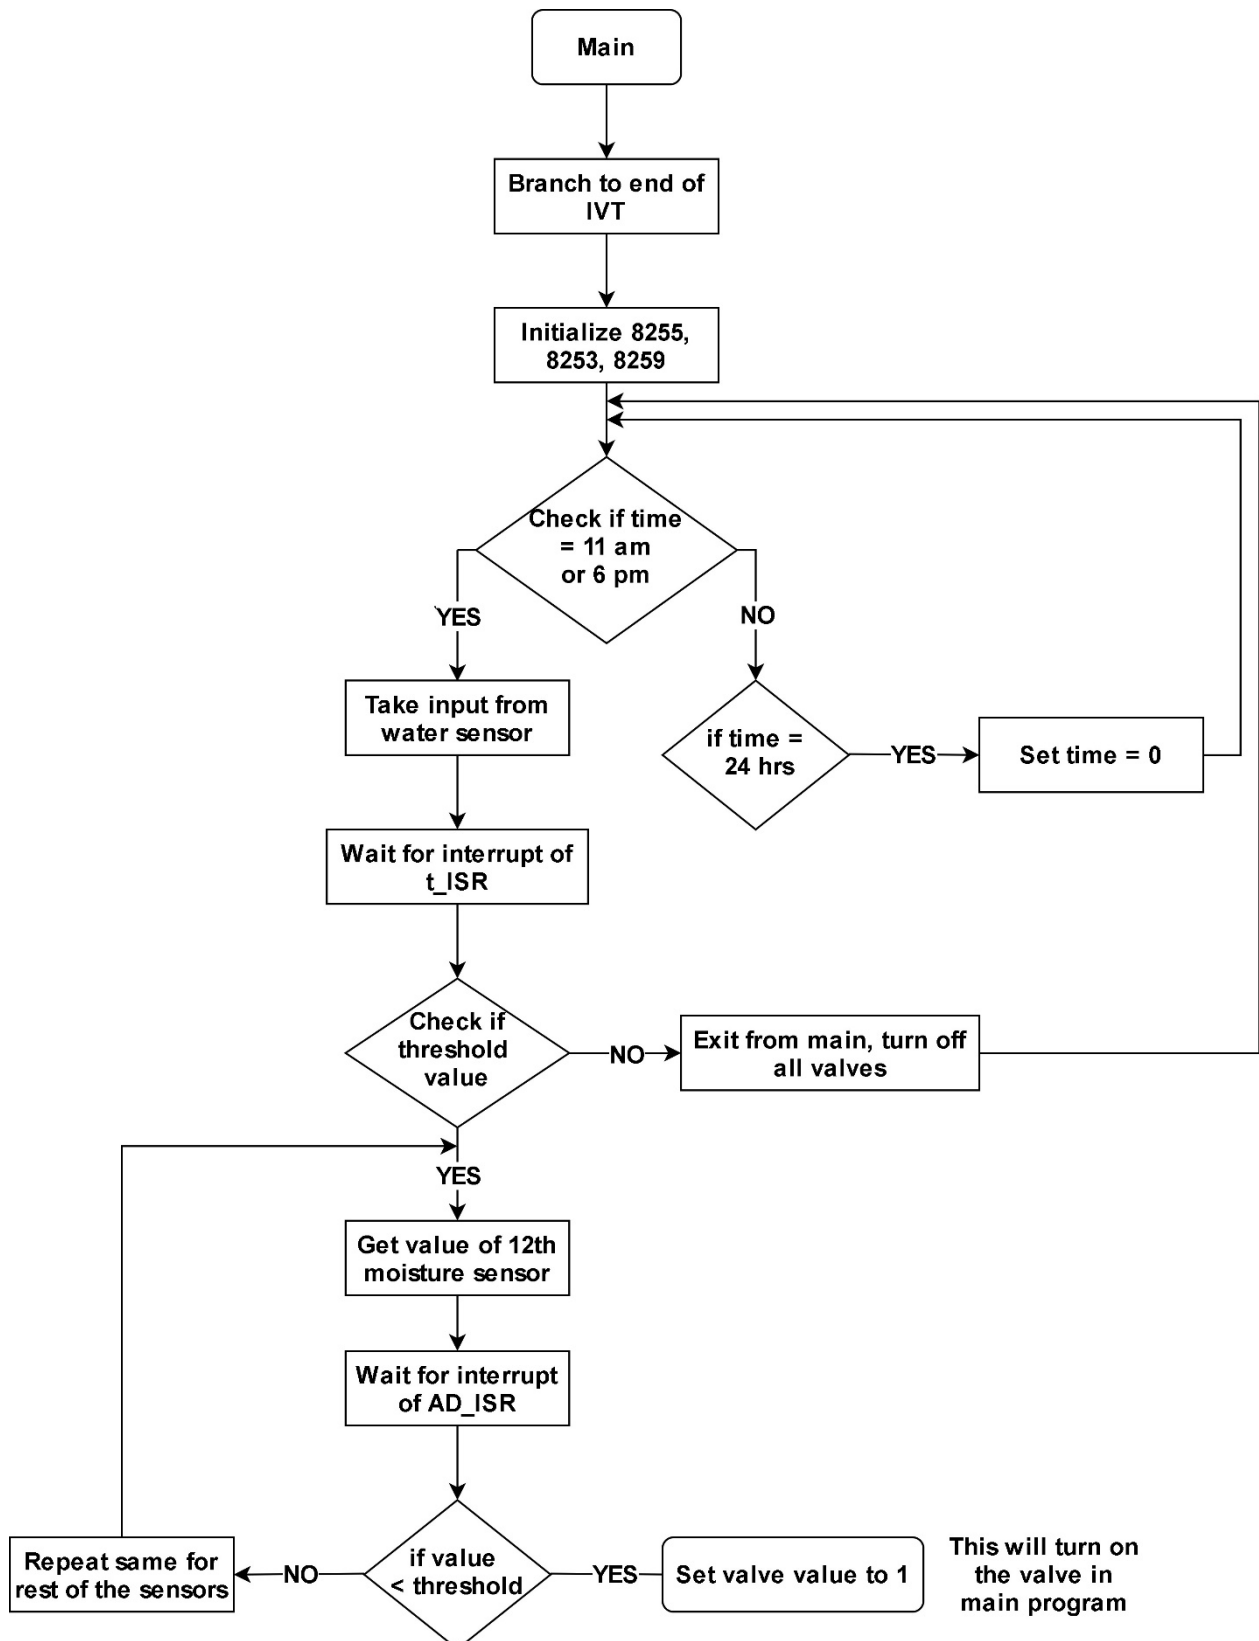 Main
Branch to end of
IVT
Initialize 8255,
8253, 8259
Check if time
= 11 am
or 6 pm
YES
NO
Take input from
water sensor
if time =
24 hrs
YES
Set time = 0
Wait for interrupt of
t_ISR
Check if
threshold
value
NO
Exit from main, turn off
all valves
YES
Get value of 12th
moisture sensor
Wait for interrupt
of AD_ISR
if value
< threshold
NO
Repeat same for
rest of the sensors
YES
Set valve value to 1
This will turn on
the valve in
main program